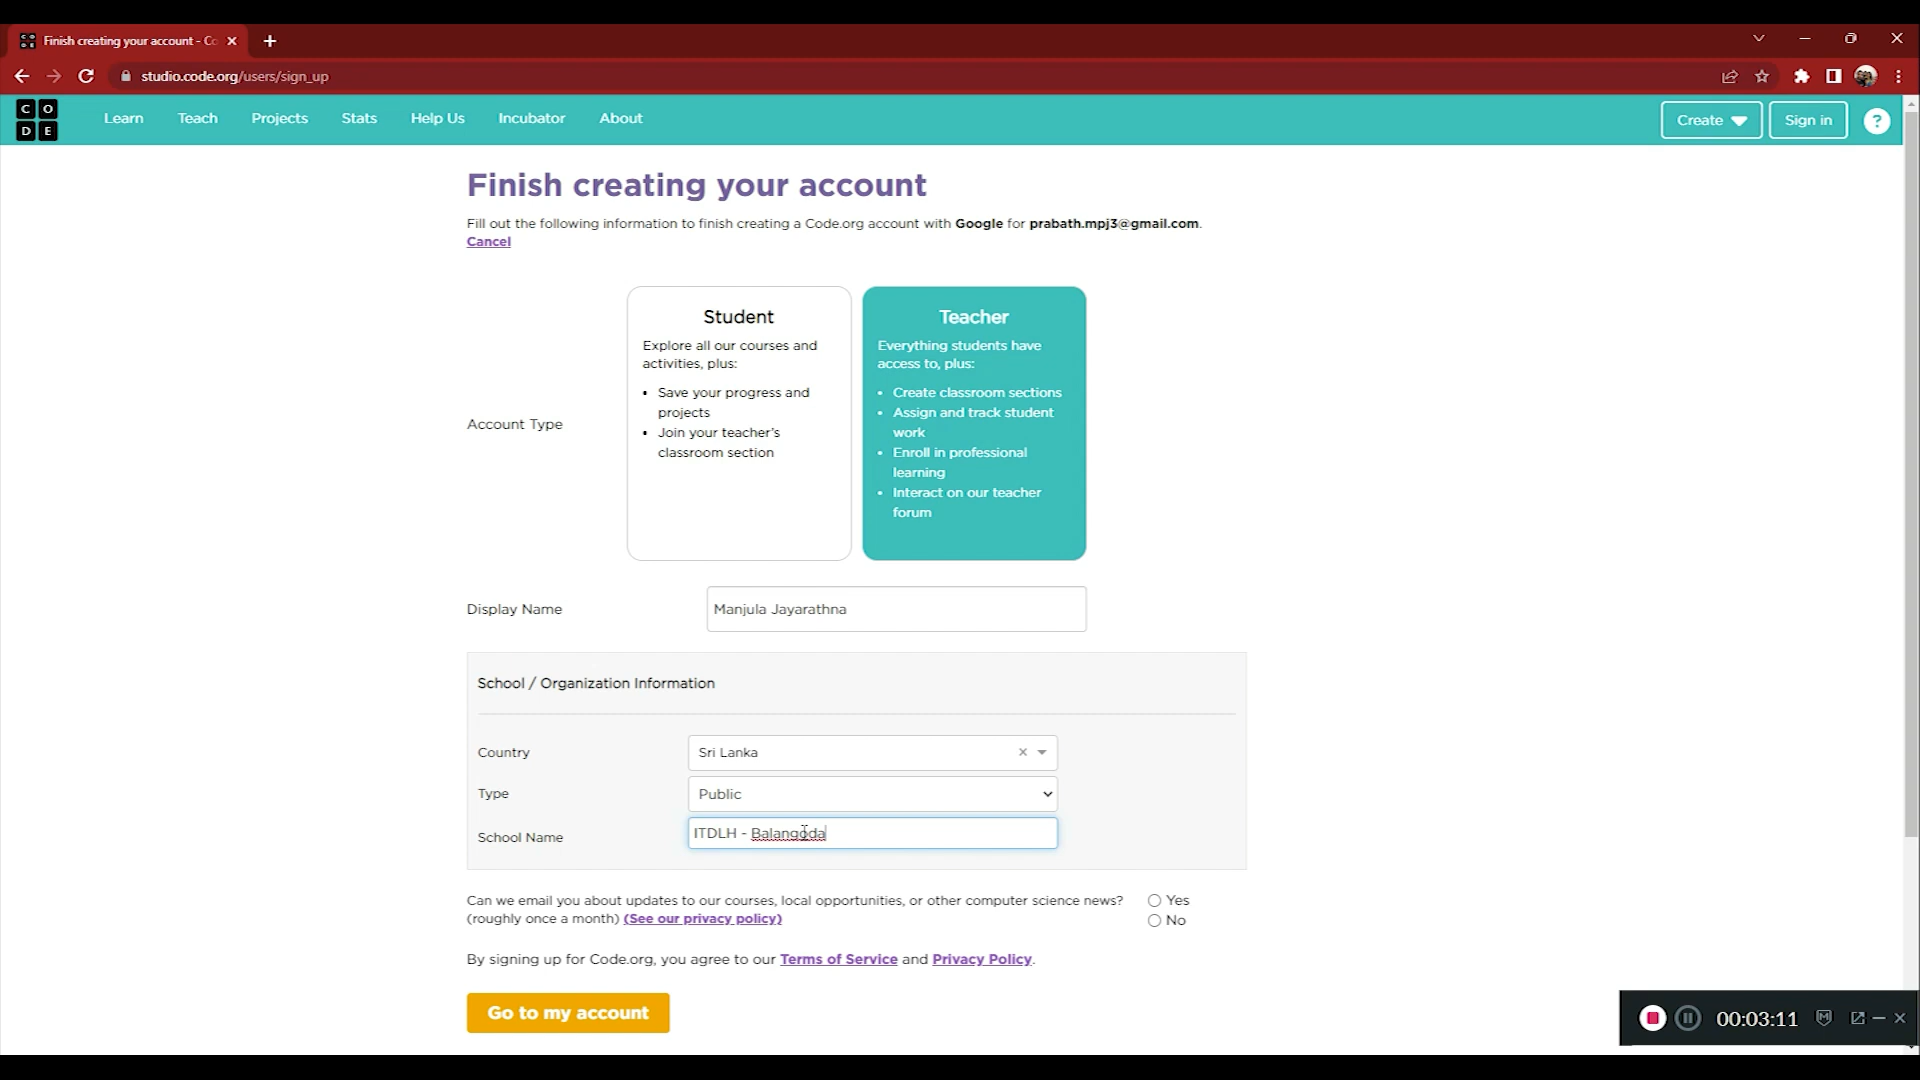 Finish creating your account - Co
studio.code.org/users/sign_up
C O
D E
Learn
Teach
Projects
Stats
Help Us
Incubator
About
Create
Sign in
?
Finish creating your account
Fill out the following information to finish creating a Code.org account with Google for prabath.mpj3@gmail.com.
Cancel
Account Type
Student
Explore all our courses and
activities, plus:
• Save your progress and
projects
• Join your teacher's
classroom section
Teacher
Everything students have
access to, plus:
• Create classroom sections
• Assign and track student
work
• Enroll in professional
learning
• Interact on our teacher
forum
Display Name
Manjula Jayarathna
School / Organization Information
Country
Sri Lanka
Type
Public
School Name
ITDLH - Balangoda
Can we email you about updates to our courses, local opportunities, or other computer science news?
(roughly once a month) (See our privacy policy)
Yes
No
By signing up for Code.org, you agree to our Terms of Service and Privacy Policy.
Go to my account
00:03:11